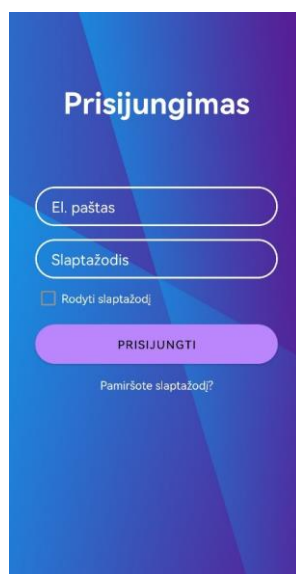 Prisijungimas
El. paštas
Slaptažodis
Rodyti slaptažodį
PRISIJUNGTI
Pamiršote slaptažodį?